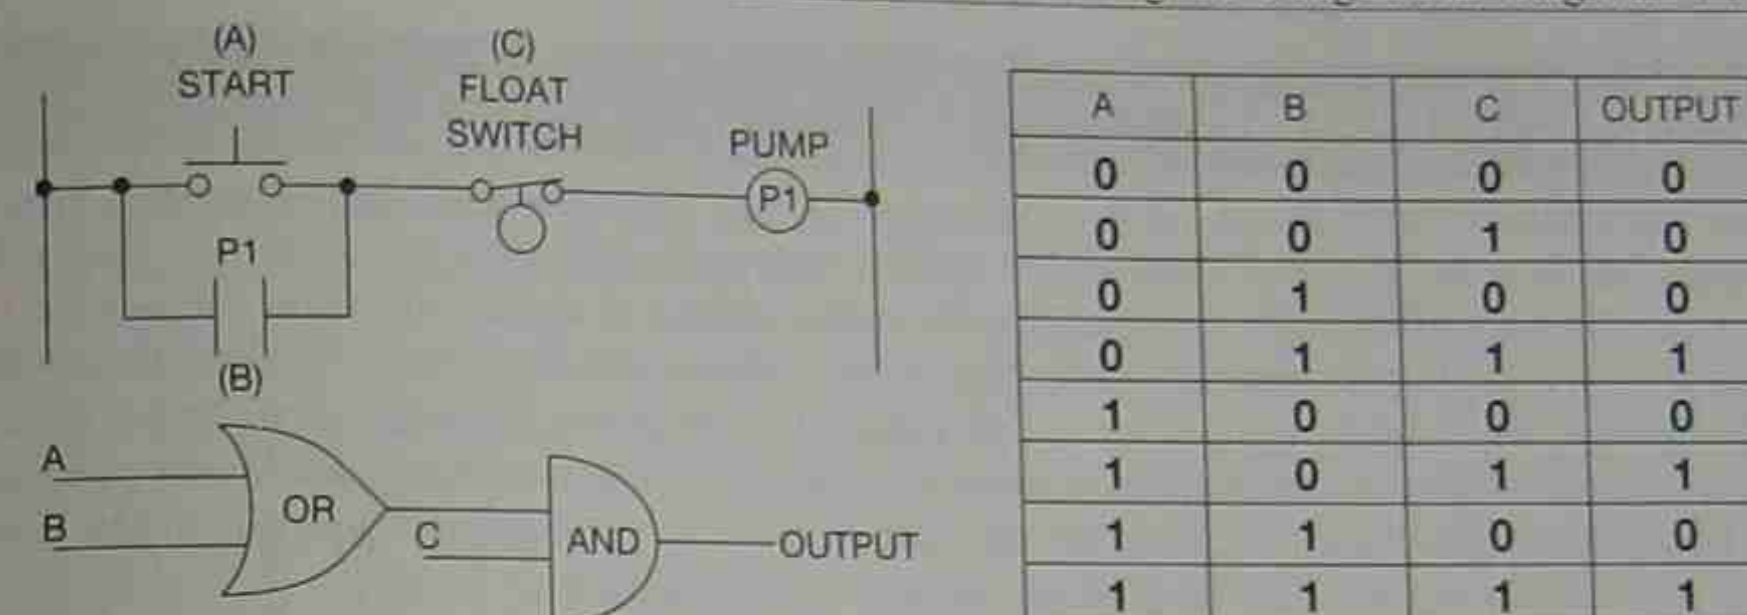 (A)
START
(C)
FLOAT
SWITCH
PUMP
P1
P1
(B)
A
B
OR
C
AND
OUTPUT
A B C OUTPUT
0 0 0 0
0 0 1 0
0 1 0 0
0 1 1 1
1 0 0 0
1 0 1 1
1 1 0 0
1 1 1 1